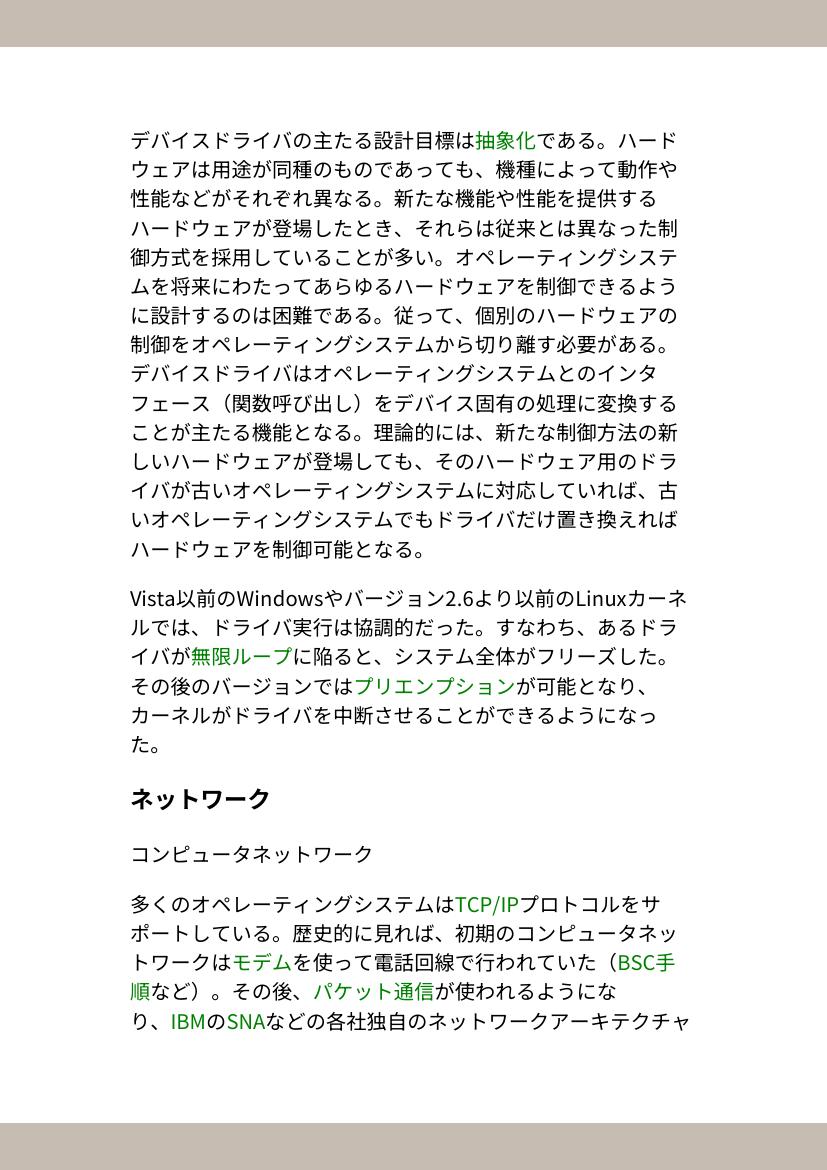 デバイスドライバの主たる設計目標は抽象化である。ハード
ウェアは用途が同種のものであっても、機種によって動作や
性能などがそれぞれ異なる。新たな機能や性能を提供する
ハードウェアが登場したとき、それらは従来とは異なった制
御方式を採用していることが多い。オペレーティングシステ
ムを将来にわたってあらゆるハードウェアを制御できるよう
に設計するのは困難である。従って、個別のハードウェアの
制御をオペレーティングシステムから切り離す必要がある。
デバイスドライバはオペレーティングシステムとのインタ
フェース（関数呼び出し）をデバイス固有の処理に変換する
ことが主たる機能となる。理論的には、新たな制御方法の新
しいハードウェアが登場しても、そのハードウェア用のドラ
イバが古いオペレーティングシステムに対応していれば、古
いオペレーティングシステムでもドライバだけ置き換えれば
ハードウェアを制御可能となる。
Vista以前のWindowsやバージョン2.6より以前のLinuxカーネ
ルでは、ドライバ実行は協調的だった。すなわち、あるドラ
イバが無限ループに陥ると、システム全体がフリーズした。
その後のバージョンではプリエンプションが可能となり、
カーネルがドライバを中断させることができるようになっ
た。
ネットワーク
コンピュータネットワーク
多くのオペレーティングシステムはTCP/IPプロトコルをサ
ポートしている。歴史的に見れば、初期のコンピュータネッ
トワークはモデムを使って電話回線で行われていた（BSC手
順など）。その後、パケット通信が使われるようにな
り、IBMのSNAなどの各社独自のネットワークアーキテクチャ